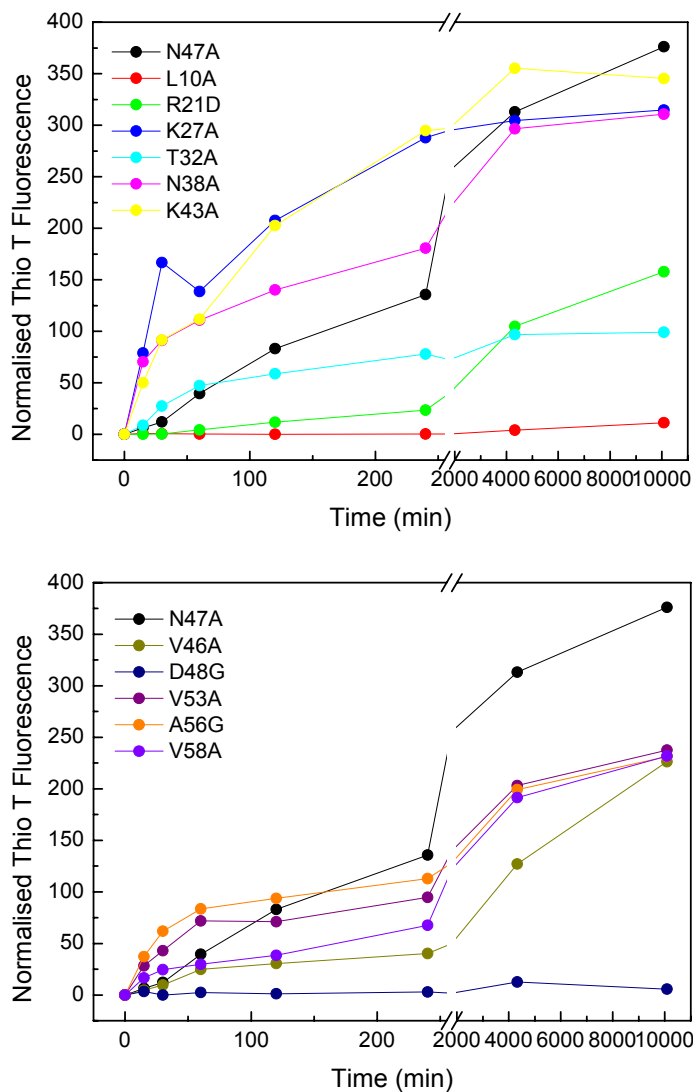 400
350
300
250
200
150
100
50
0
Normalised Thio T Fluorescence
N47A
L10A
R21D
K27A
T32A
N38A
K43A
0 100 200 2000 4000 6000 8000 10000
Time (min)
400
350
300
250
200
150
100
50
0
Normalised Thio T Fluorescence
N47A
V46A
D48G
V53A
A56G
V58A
0 100 200 2000 4000 6000 8000 10000
Time (min)